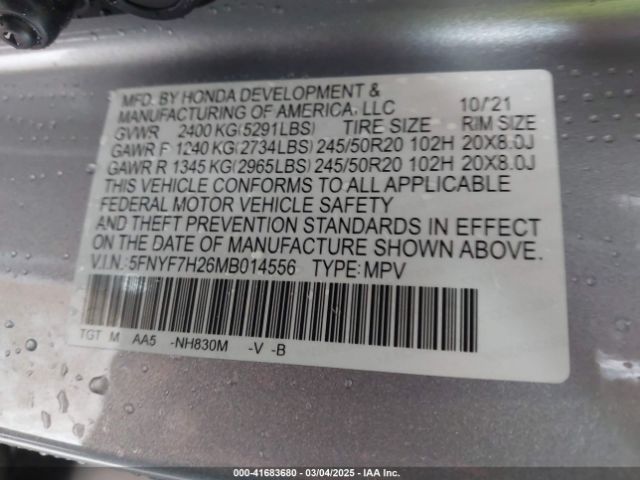 MFD. BY HONDA DEVELOPMENT &
MANUFACTURING OF AMERICA, LLC 10/'21
GVWR 2400 KG(5291LBS) TIRE SIZE RIM SIZE
GAWR F 1240 KG(2734LBS) 245/50R20 102H 20X8.0J
GAWR R 1345 KG(2965LBS) 245/50R20 102H 20X8.0J
THIS VEHICLE CONFORMS TO ALL APPLICABLE
FEDERAL MOTOR VEHICLE SAFETY
AND THEFT PREVENTION STANDARDS IN EFFECT
ON THE DATE OF MANUFACTURE SHOWN ABOVE.
V.I.N.:5FNYF7H26MB014556 TYPE:MPV
TGT M AA5 -NH830M -V -B
000-41683680 | 03/04/2025 - IAA Inc.